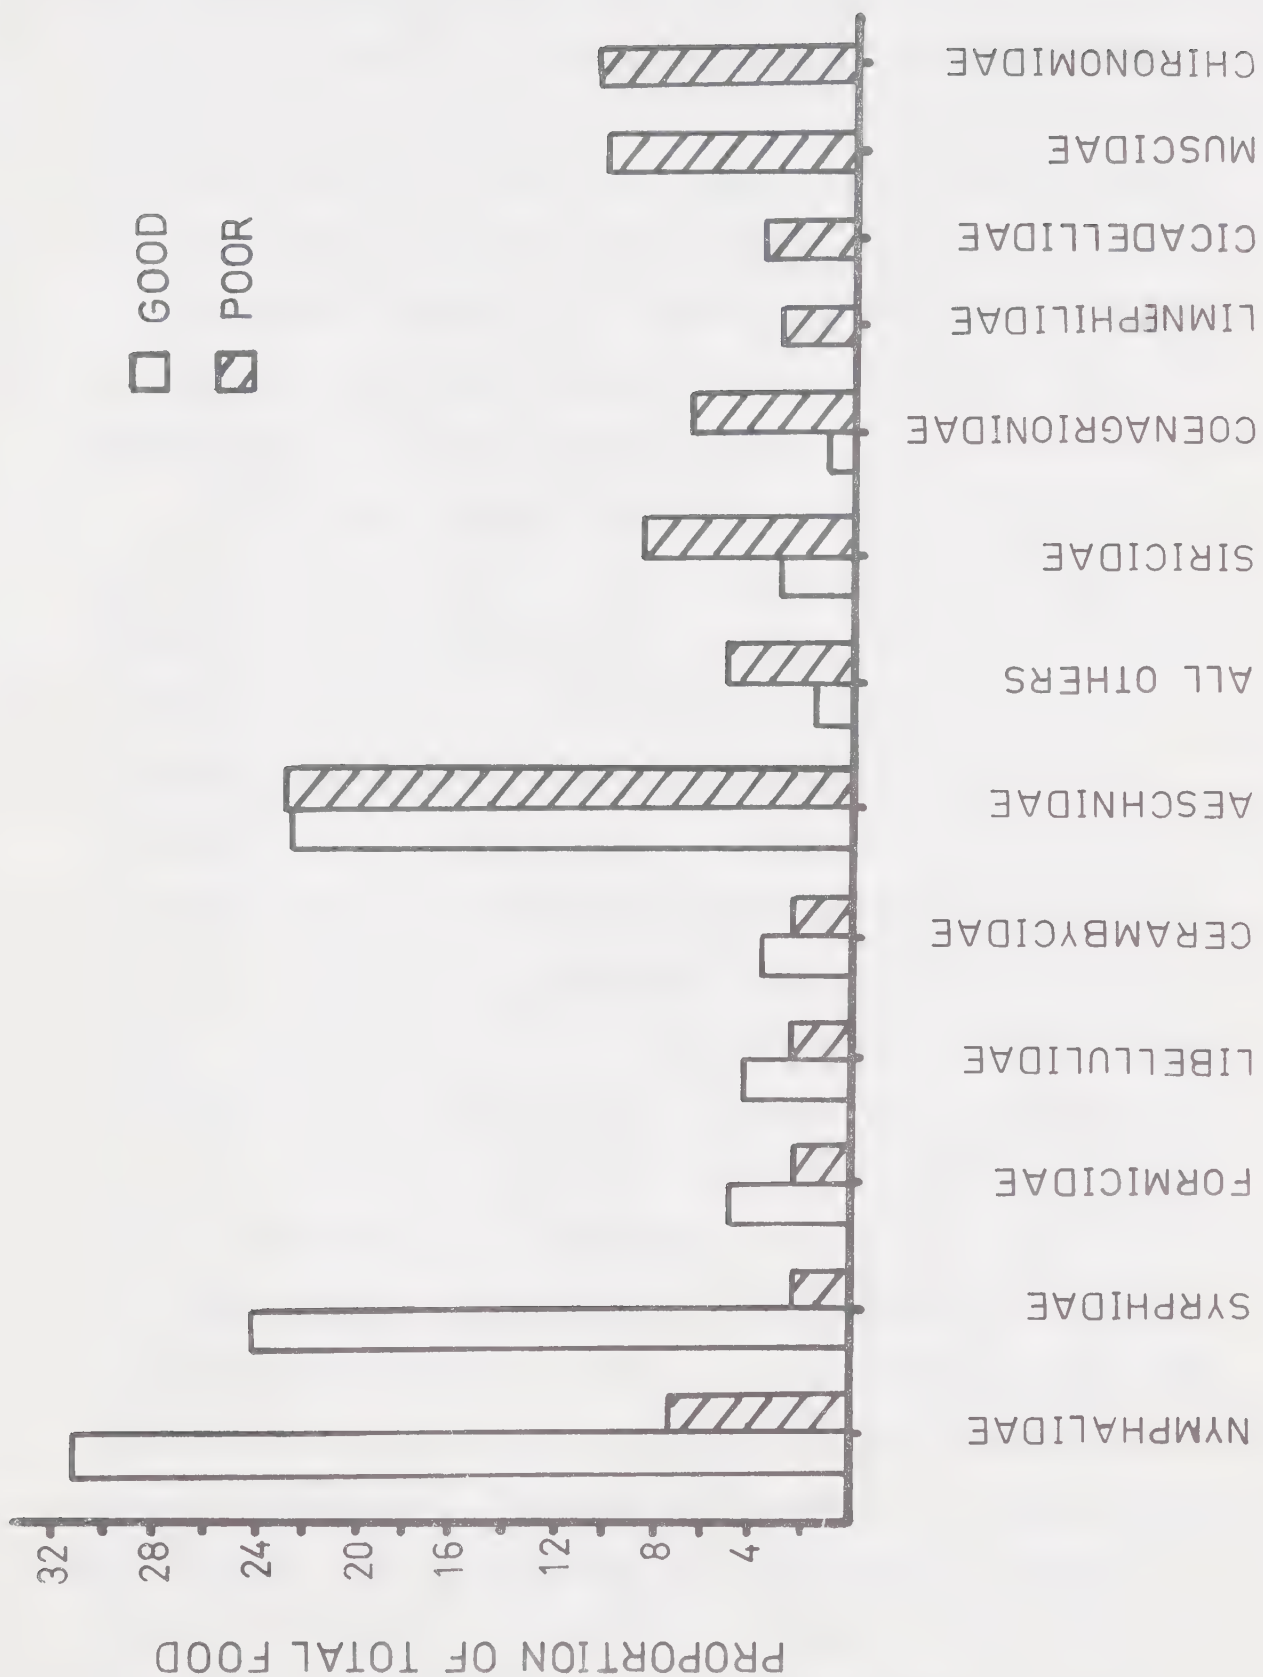 PROPORTION OF TOTAL FOOD
32
28
24
20
16
12
8
4
GOOD
POOR
NYMPHALIDAE
SYRPHIDAE
FORMICIDAE
LIBELLULIDAE
CERAMBYCIDAE
AESCHNIDAE
ALL OTHERS
SIRICIDAE
COENAGRIONIDAE
LIMNEPHILIDAE
CICADELLIDAE
MUSCIDAE
CHIRONOMIDAE